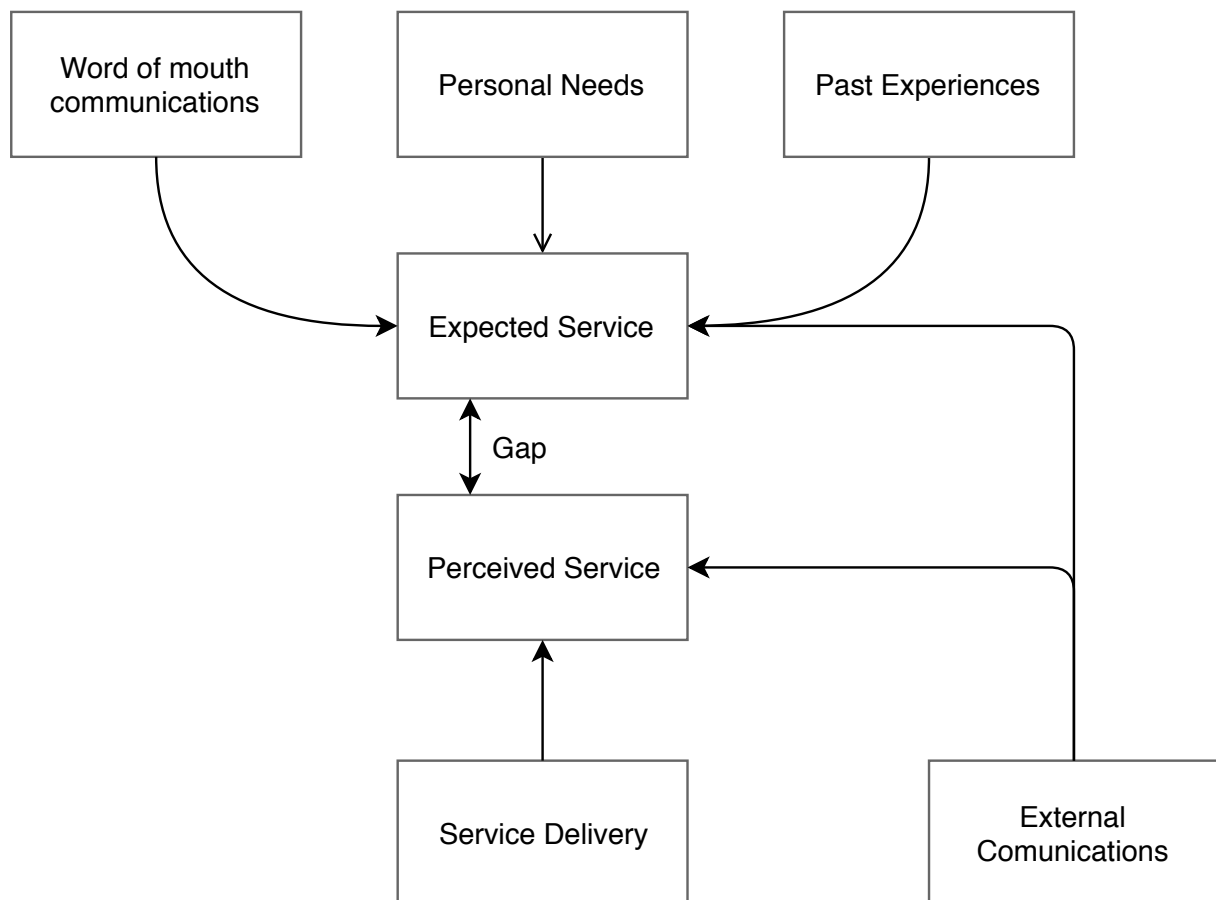 Word of mouth
communications
Personal Needs
Past Experiences
Expected Service
Gap
Perceived Service
Service Delivery
External
Comunications